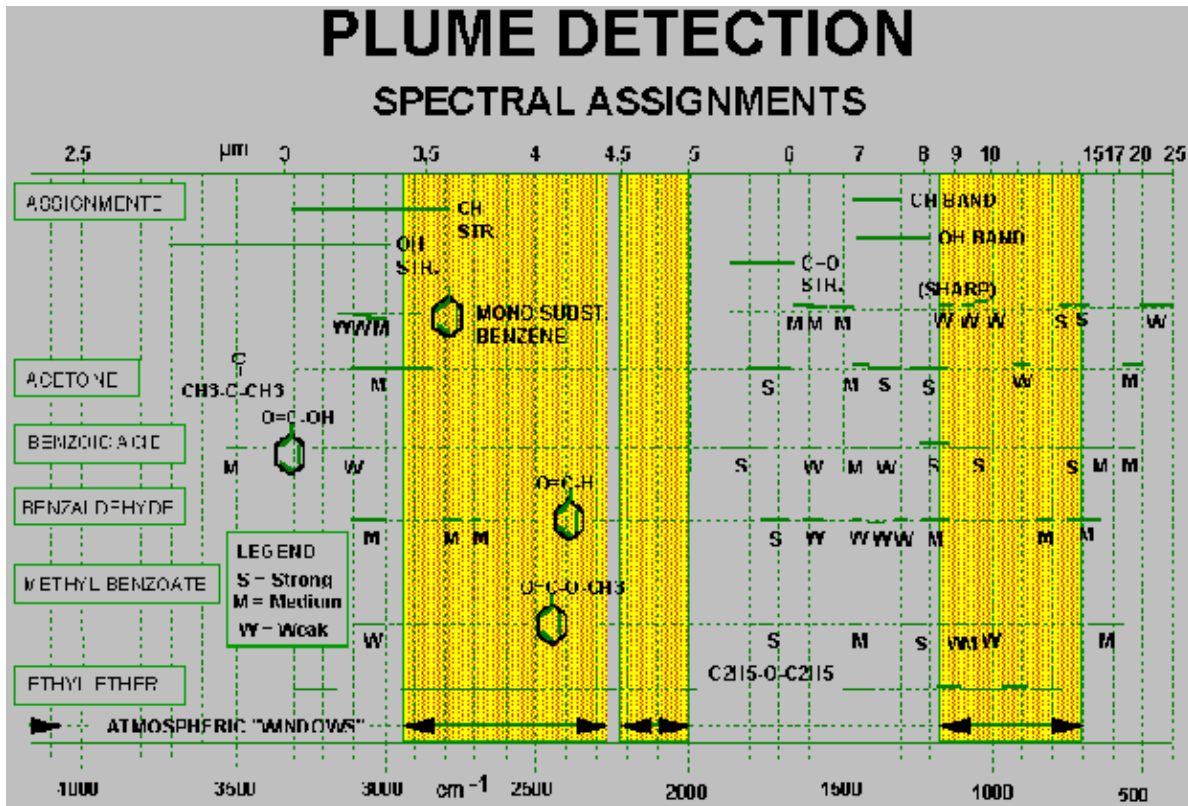 PLUME DETECTION
SPECTRAL ASSIGNMENTS
2.5 µm 3 3.5 4 4.5 5 6 7 8 9 10 15 17 20 25
ASSIGNMENTE
CH
STR.
CH BAND
OH
STR.
OH BAND
C=O
STR.
(SHARP)
MONO SUBST.
BENZENE
W W M
M M M W W W S S W
ACETONE
O
CH3-C-CH3
M S M S S W M
O=C-OH
BENZOIC ACID
M W S W M W S S S M M
O=C-H
BENZALDEHYDE
M M M S W W W W M M M
LEGEND
S = Strong
M = Medium
W = Weak
METHYL BENZOATE
O=C-O-CH3
W S M S W M W M
C2H5-O-C2H5
ETHYL ETHER
ATMOSPHERIC "WINDOWS"
4000 3500 3000 cm -1 2500 2000 1500 1000 500